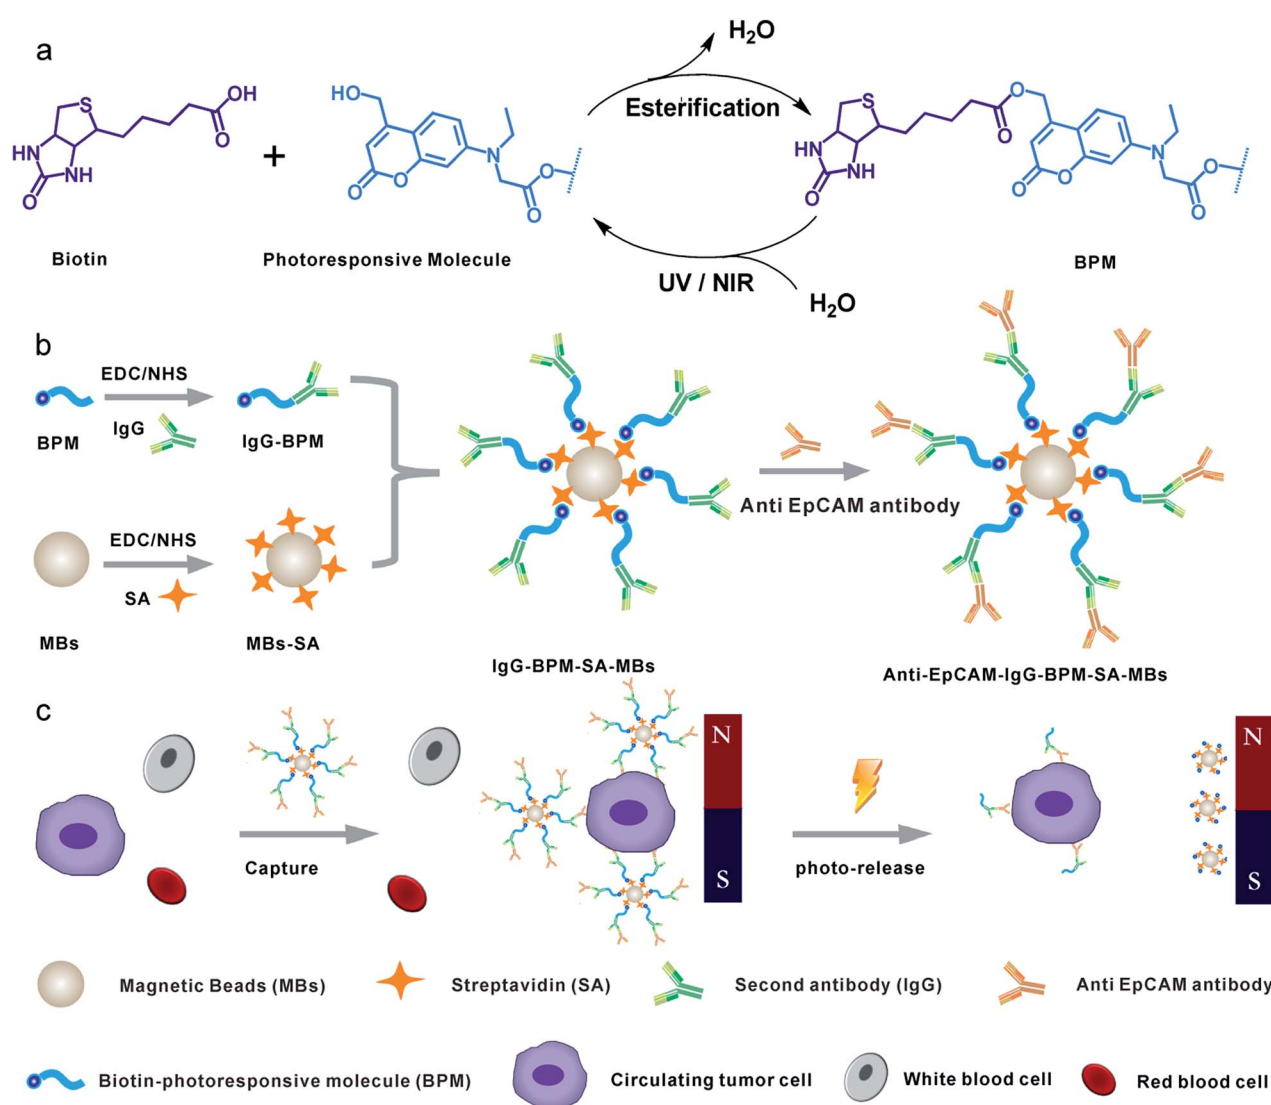 a
H₂O
Esterification
S
OH
O
HN
NH
O
+
HO
N
O
O
O
O
S
O
O
HN
NH
O
N
O
O
O
O
Biotin
Photoresponsive Molecule
UV / NIR
H₂O
BPM
b
EDC/NHS
BPM
IgG
IgG-BPM
Anti EpCAM antibody
EDC/NHS
SA
MBs
MBs-SA
IgG-BPM-SA-MBs
Anti-EpCAM-IgG-BPM-SA-MBs
c
N
S
Capture
photo-release
N
S
Magnetic Beads (MBs)
Streptavidin (SA)
Second antibody (IgG)
Anti EpCAM antibody
Biotin-photoresponsive molecule (BPM)
Circulating tumor cell
White blood cell
Red blood cell